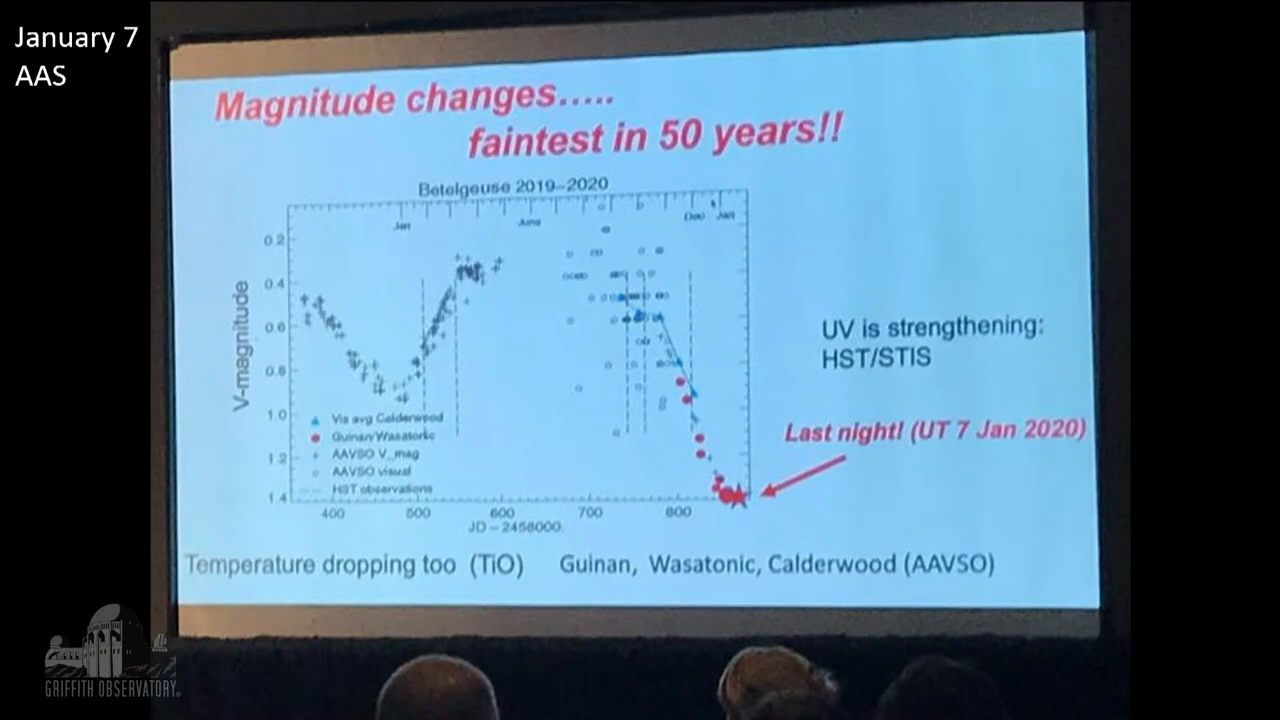 January 7
AAS
Magnitude changes.....
faintest in 50 years!!
Betelgeuse 2019–2020
Jan
June
Dec
Jan
0.2
0.4
0.6
0.8
1.0
1.2
1.4
V-magnitude
Vis avg Calderwood
Guinan/Wasatonic
AAVSO V_mag
AAVSO visual
HST observations
400
500
600
700
800
JD – 2458000.
UV is strengthening:
HST/STIS
Last night! (UT 7 Jan 2020)
Temperature dropping too (TiO)
Guinan, Wasatonic, Calderwood (AAVSO)
GRIFFITH OBSERVATORY